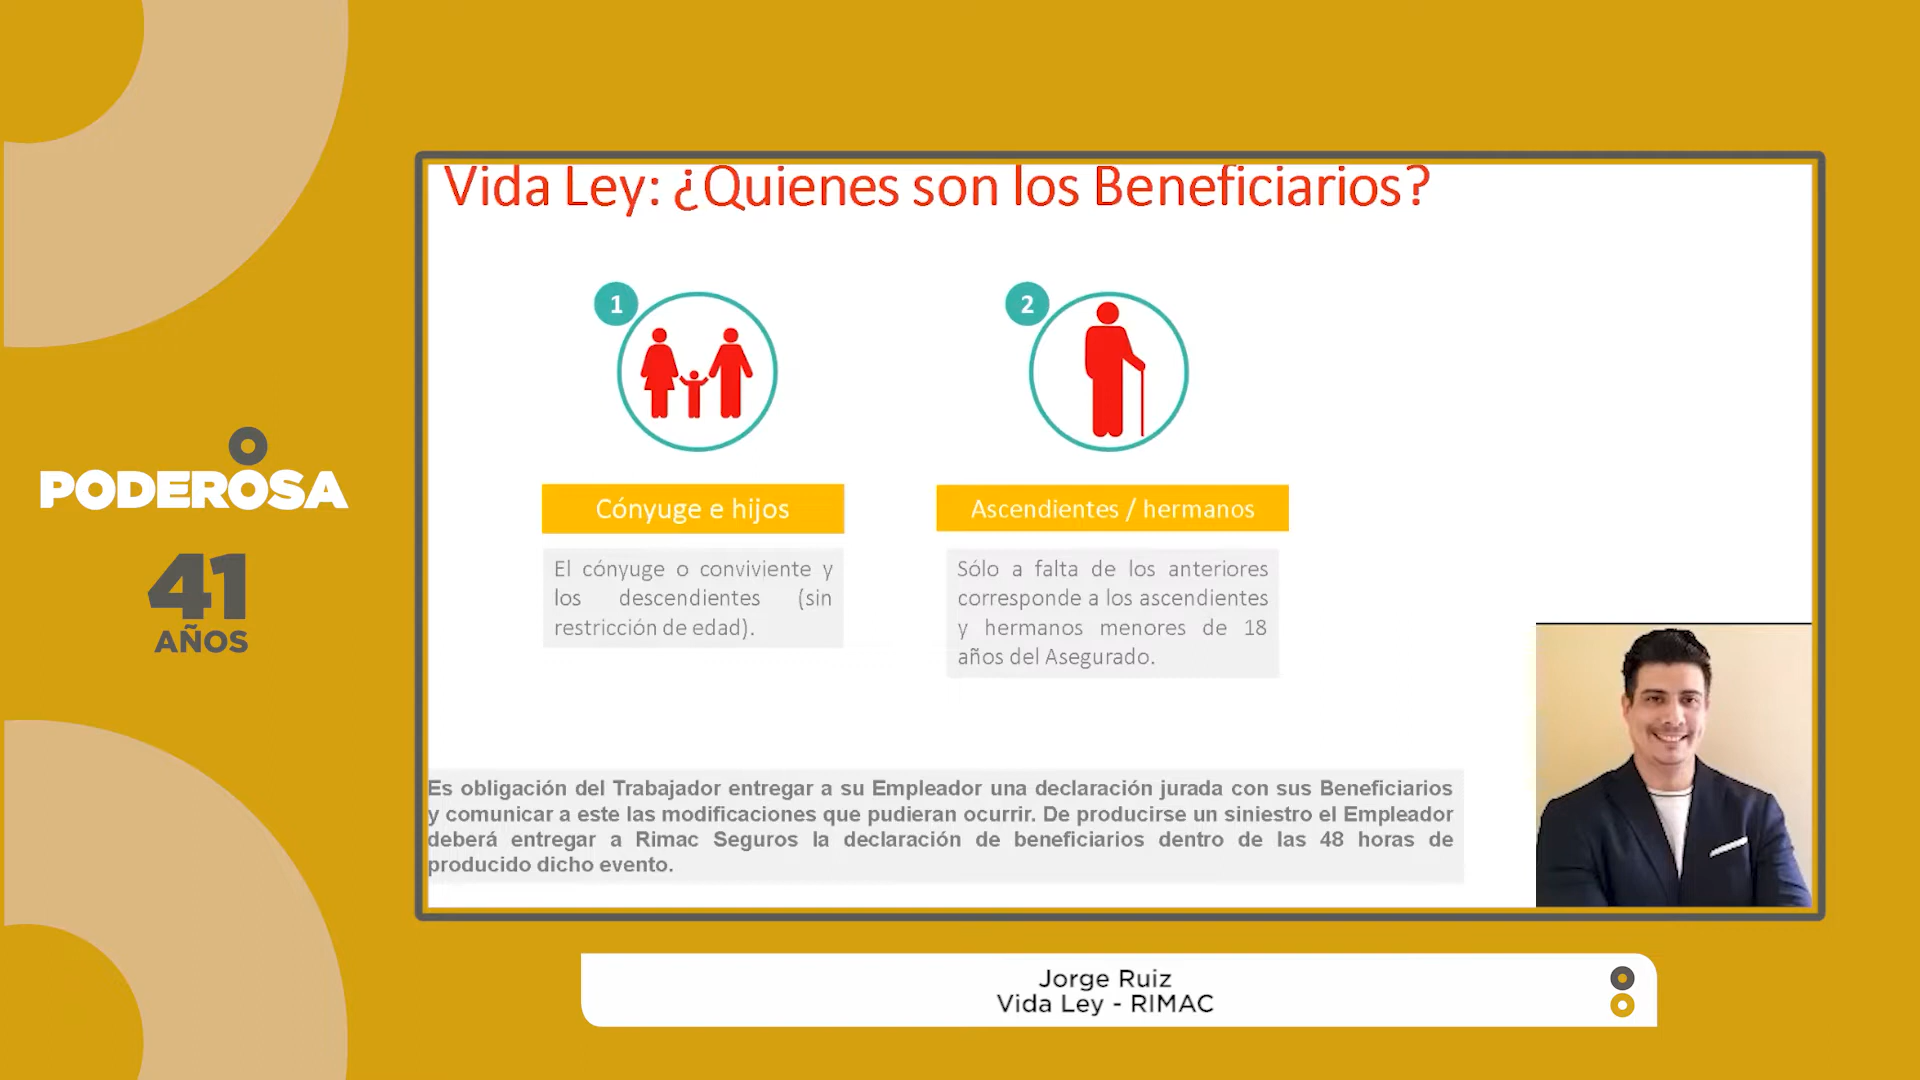 Vida Ley: ¿Quienes son los Beneficiarios?
1
2
Cónyuge e hijos
El cónyuge o conviviente y
los descendientes (sin
restricción de edad).
Ascendientes / hermanos
Sólo a falta de los anteriores
corresponde a los ascendientes
y hermanos menores de 18
años del Asegurado.
Es obligación del Trabajador entregar a su Empleador una declaración jurada con sus Beneficiarios
y comunicar a este las modificaciones que pudieran ocurrir. De producirse un siniestro el Empleador
deberá entregar a Rimac Seguros la declaración de beneficiarios dentro de las 48 horas de
producido dicho evento.
PODEROSA
41
AÑOS
Jorge Ruiz
Vida Ley - RIMAC